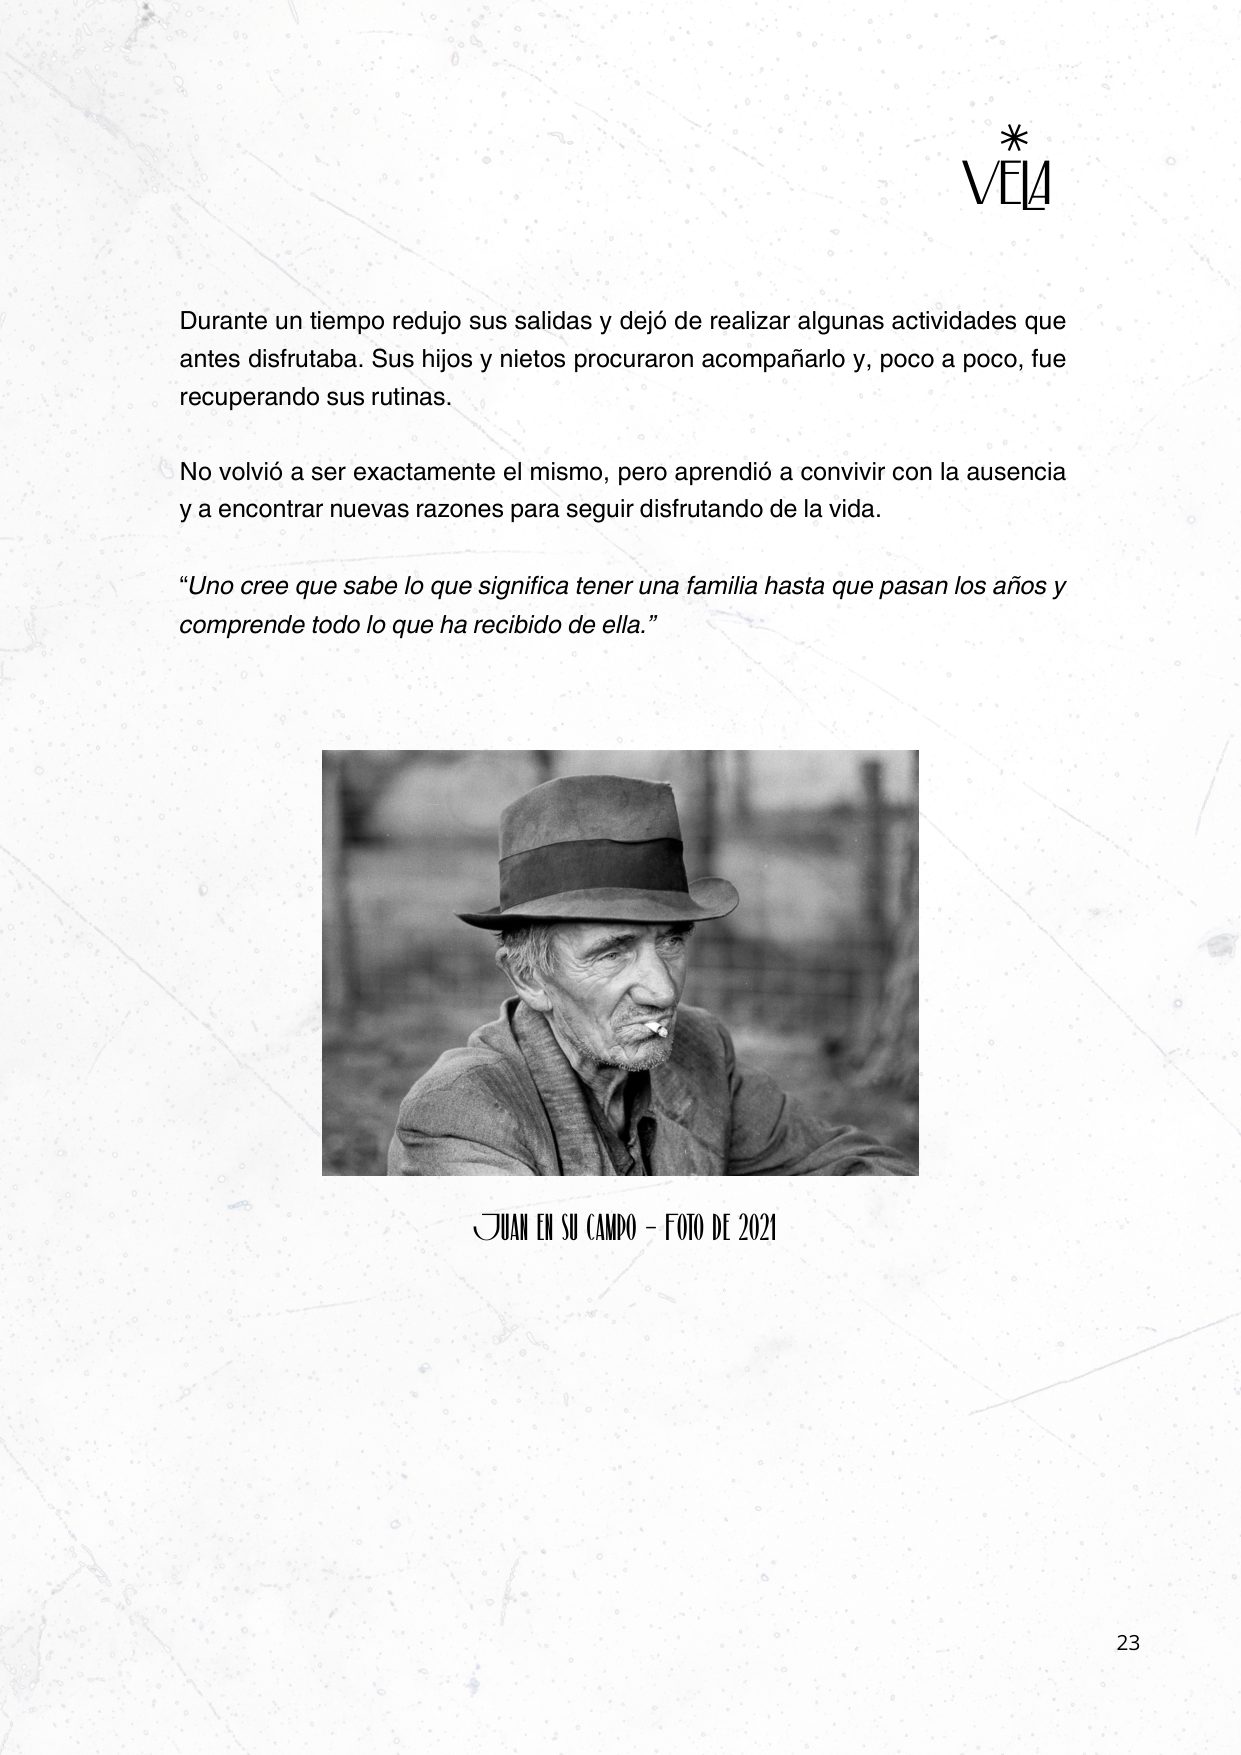 VELA
Durante un tiempo redujo sus salidas y dejó de realizar algunas actividades que
antes disfrutaba. Sus hijos y nietos procuraron acompañarlo y, poco a poco, fue
recuperando sus rutinas.
No volvió a ser exactamente el mismo, pero aprendió a convivir con la ausencia
y a encontrar nuevas razones para seguir disfrutando de la vida.
“Uno cree que sabe lo que significa tener una familia hasta que pasan los años y
comprende todo lo que ha recibido de ella.”
Juan en su campo – Foto de 2021
23